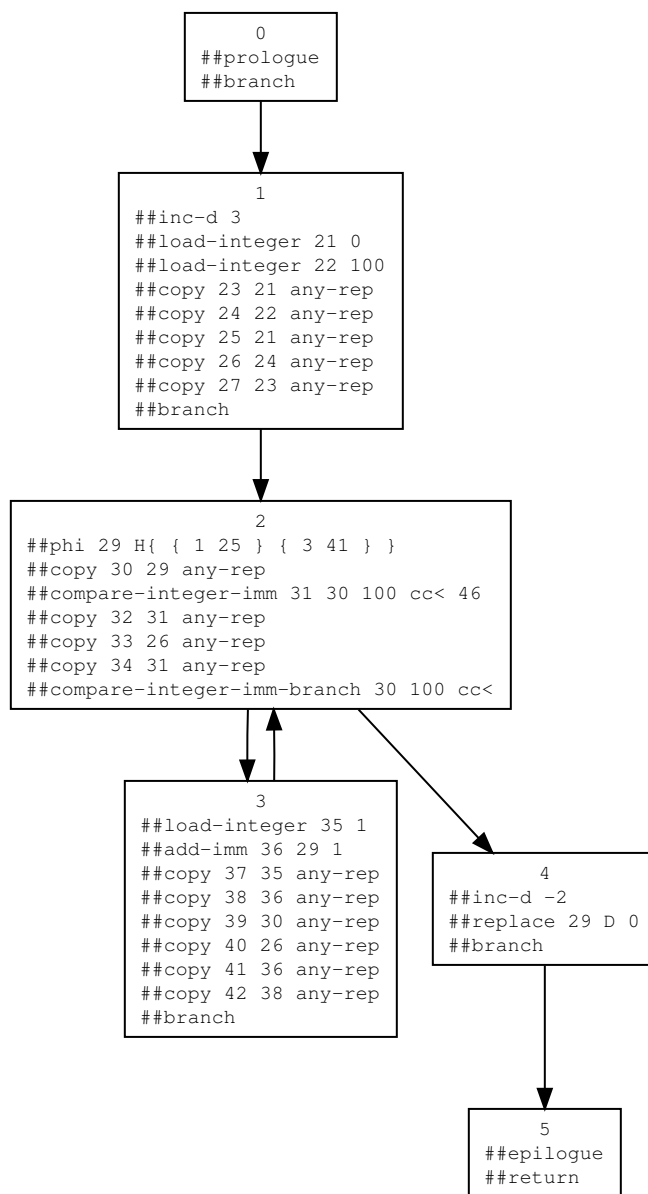 0
##prologue
##branch
1
##inc-d 3
##load-integer 21 0
##load-integer 22 100
##copy 23 21 any-rep
##copy 24 22 any-rep
##copy 25 21 any-rep
##copy 26 24 any-rep
##copy 27 23 any-rep
##branch
2
##phi 29 H{ { 1 25 } { 3 41 } }
##copy 30 29 any-rep
##compare-integer-imm 31 30 100 cc< 46
##copy 32 31 any-rep
##copy 33 26 any-rep
##copy 34 31 any-rep
##compare-integer-imm-branch 30 100 cc<
3
##load-integer 35 1
##add-imm 36 29 1
##copy 37 35 any-rep
##copy 38 36 any-rep
##copy 39 30 any-rep
##copy 40 26 any-rep
##copy 41 36 any-rep
##copy 42 38 any-rep
##branch
4
##inc-d -2
##replace 29 D 0
##branch
5
##epilogue
##return